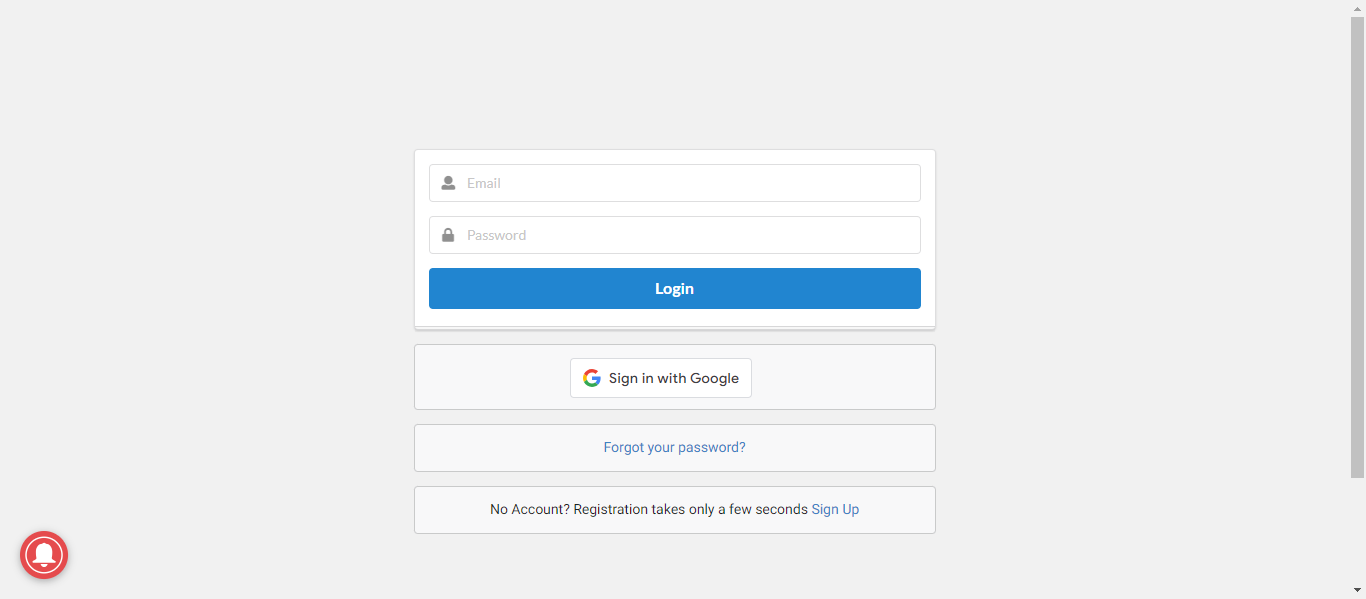 Email
Password
Login
Sign in with Google
Forgot your password?
No Account? Registration takes only a few seconds Sign Up